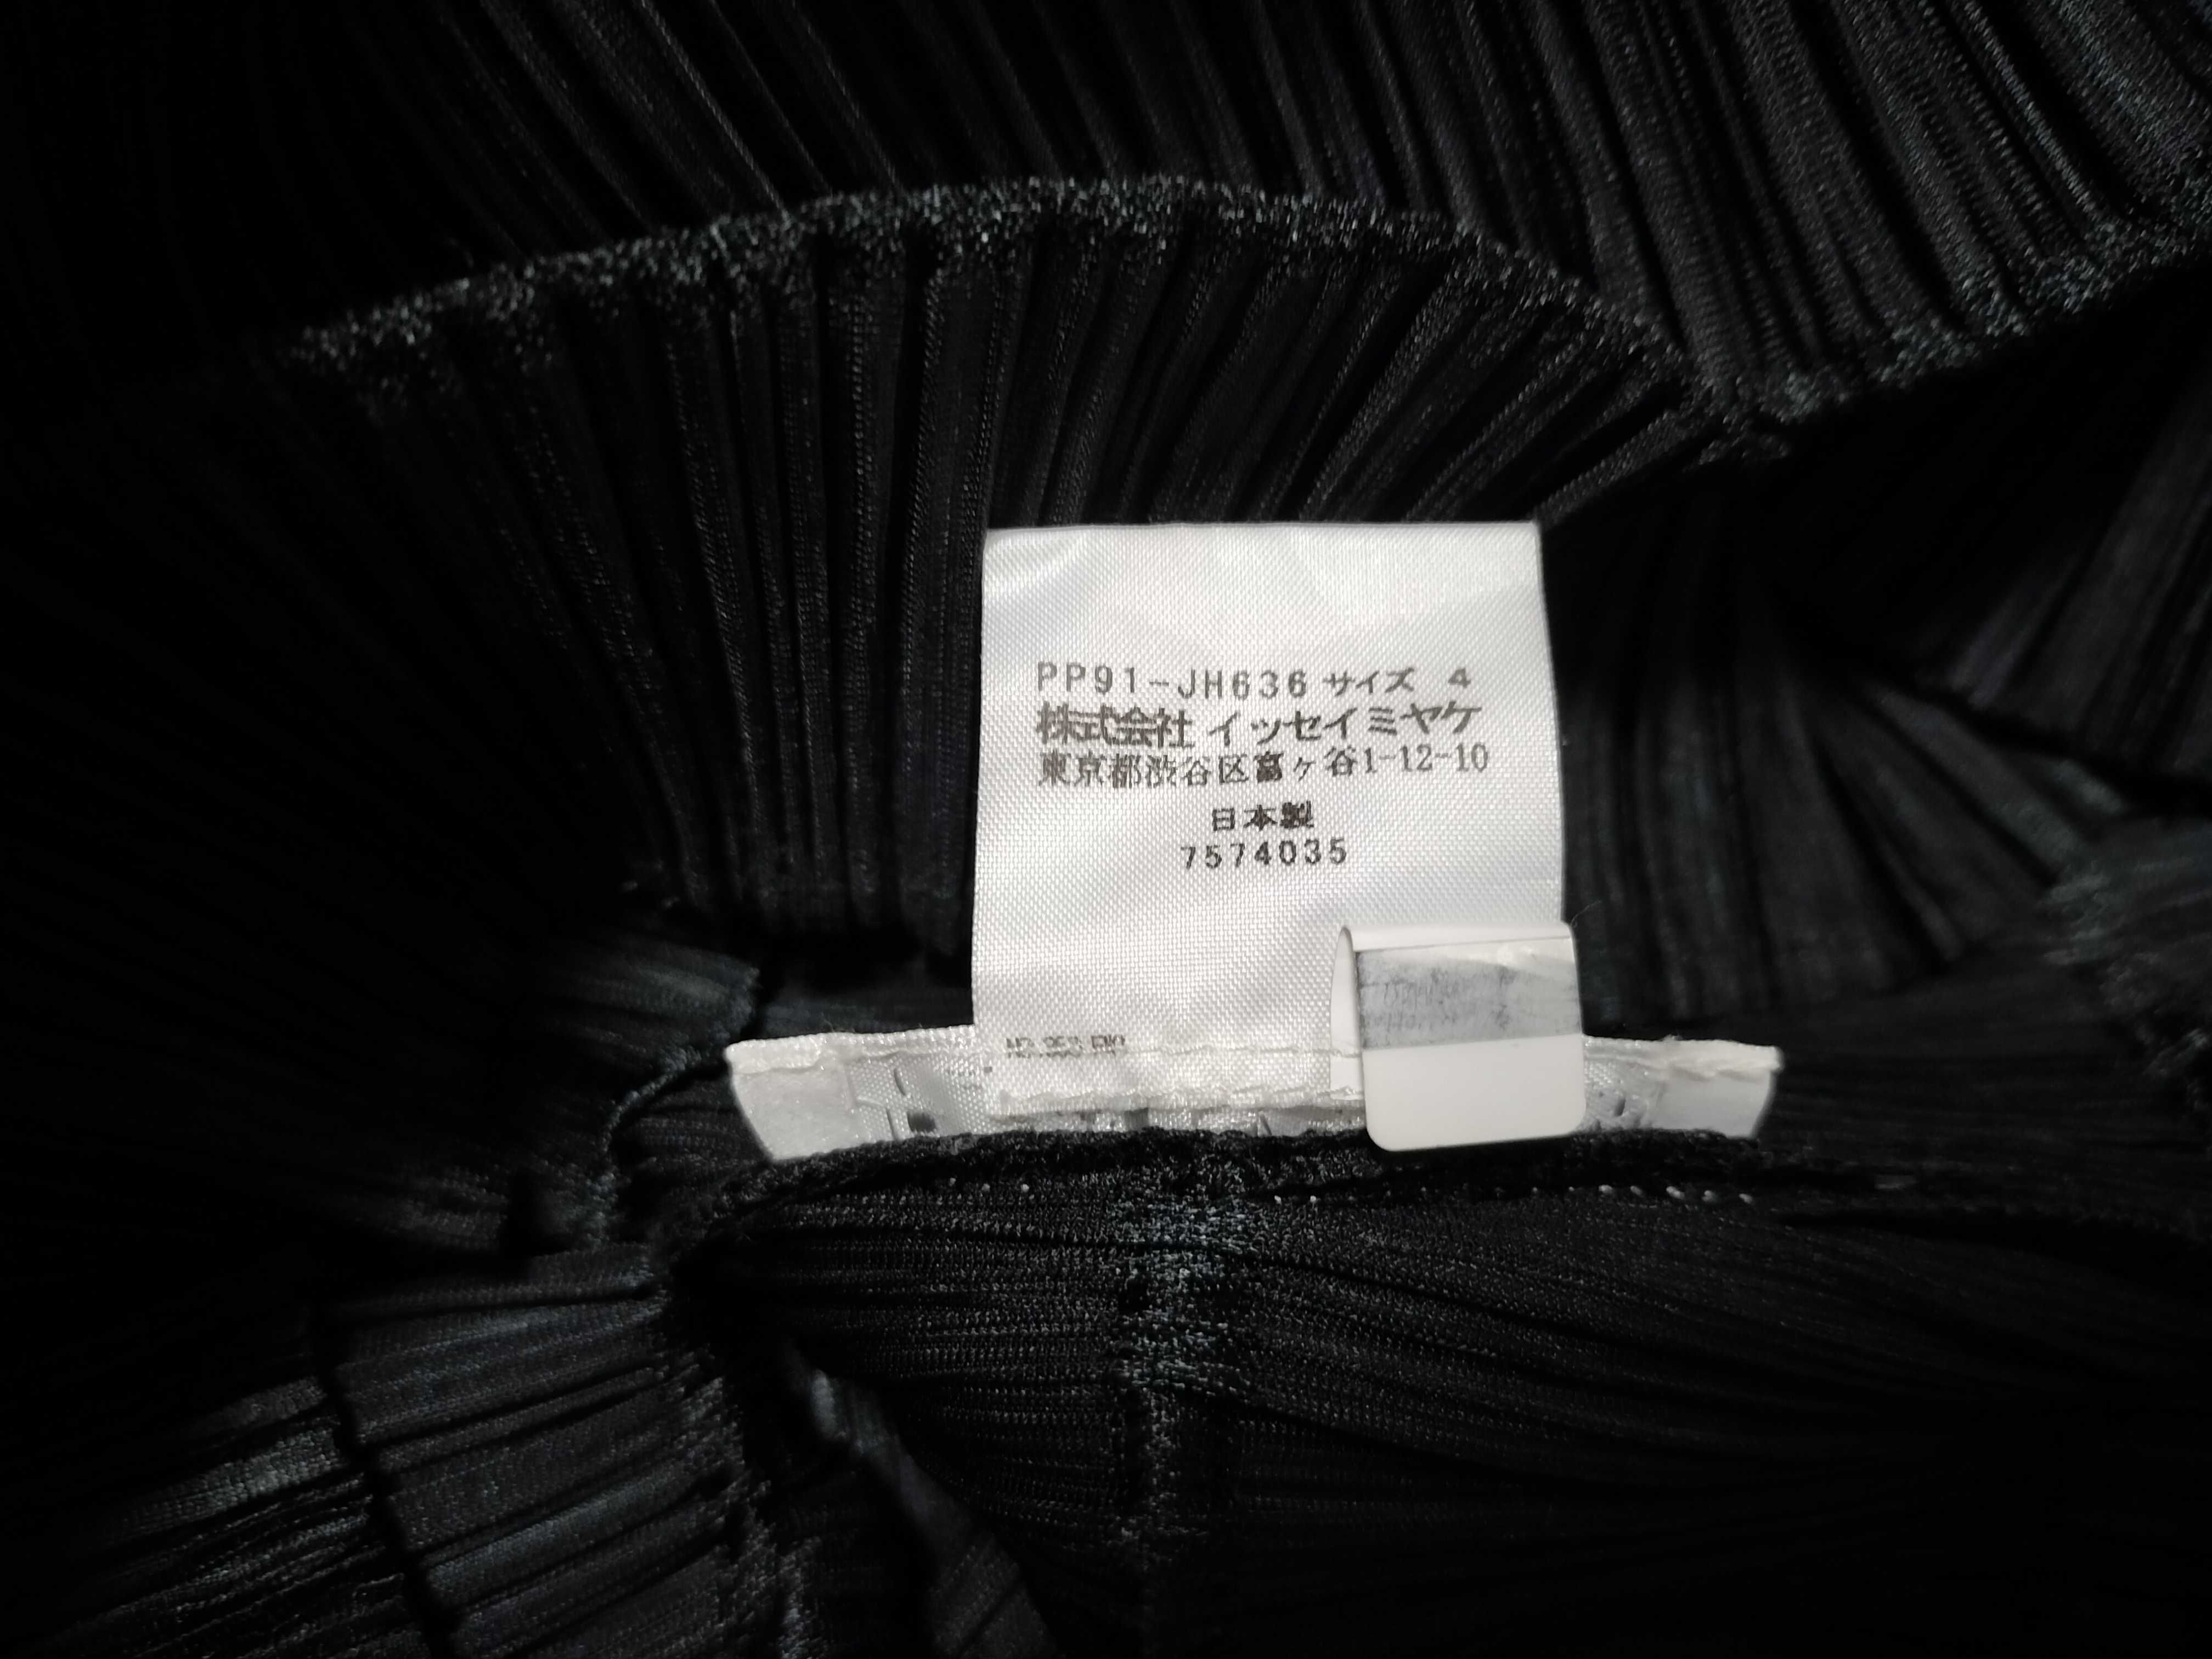 PP91-JH636 サイズ 4
株式会社 イッセイミヤケ
東京都渋谷区富ヶ谷1-12-10
日本製
7574035